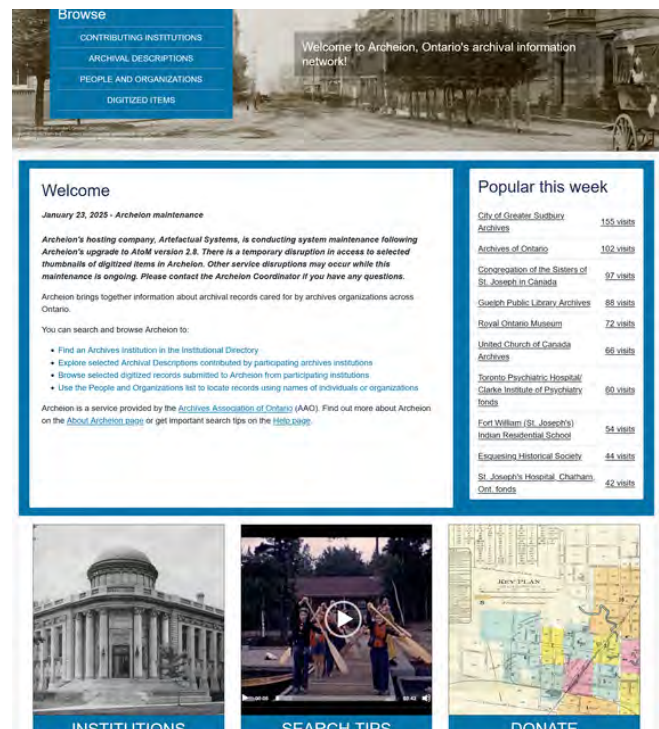 Browse
CONTRIBUTING INSTITUTIONS
ARCHIVAL DESCRIPTIONS
PEOPLE AND ORGANIZATIONS
DIGITIZED ITEMS
Welcome to Archeion, Ontario's archival information
network!
Welcome
January 23, 2025 - Archeion maintenance
Archeion's hosting company, Artefactual Systems, is conducting system maintenance following
Archeion's upgrade to AtoM version 2.8. There is a temporary disruption in access to selected
thumbnails of digitized items in Archeion. Other service disruptions may occur while this
maintenance is ongoing. Please contact the Archeion Coordinator if you have any questions.
Archeion brings together information about archival records cared for by archives organizations across
Ontario.
You can search and browse Archeion to:
• Find an Archives Institution in the Institutional Directory
• Explore selected Archival Descriptions contributed by participating archives institutions
• Browse selected digitized records submitted to Archeion from participating institutions
• Use the People and Organizations list to locate records using names of individuals or organizations
Archeion is a service provided by the Archives Association of Ontario (AAO). Find out more about Archeion
on the About Archeion page or get important search tips on the Help page.
Popular this week
City of Greater Sudbury
Archives 155 visits
Archives of Ontario 102 visits
Congregation of the Sisters of
St. Joseph in Canada 97 visits
Guelph Public Library Archives 88 visits
Royal Ontario Museum 72 visits
United Church of Canada
Archives 66 visits
Toronto Psychiatric Hospital/
Clarke Institute of Psychiatry
fonds 60 visits
Fort William (St. Joseph's)
Indian Residential School 54 visits
Esquesing Historical Society 44 visits
St. Joseph's Hospital, Chatham,
Ont. fonds 42 visits
KEY PLAN
00:00
00:43
INSTITUTIONS
SEARCH TIPS
DONATE